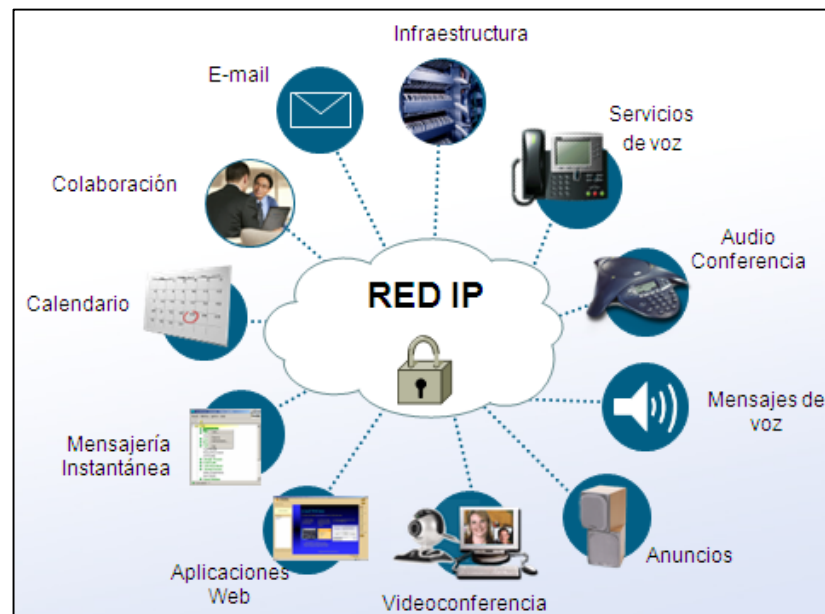 Infraestructura
E-mail
Servicios
de voz
Colaboración
Audio
Conferencia
RED IP
Calendario
Mensajes de
voz
Mensajería
Instantánea
Anuncios
Aplicaciones
Web
Videoconferencia